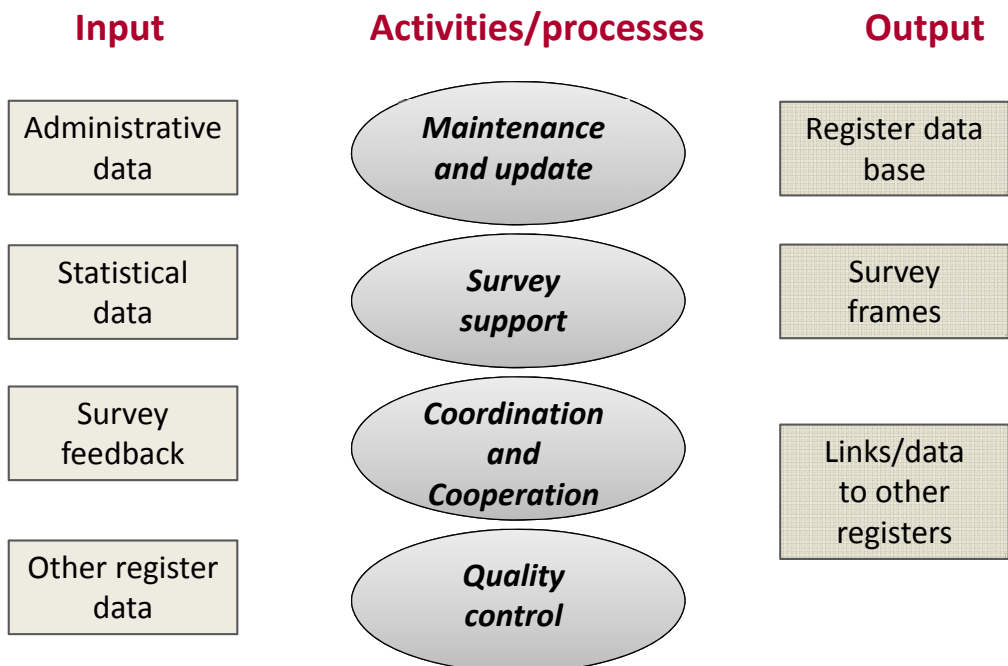 Input
Activities/processes
Output
Administrative
data
Maintenance
and update
Register data
base
Statistical
data
Survey
support
Survey
frames
Survey
feedback
Coordination
and
Cooperation
Links/data
to other
registers
Other register
data
Quality
control